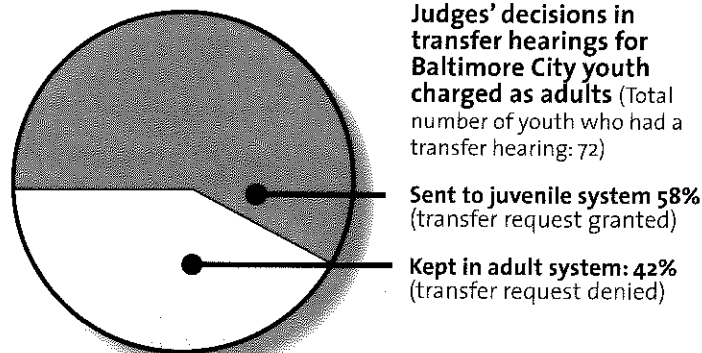 Judges' decisions in
transfer hearings for
Baltimore City youth
charged as adults (Total
number of youth who had a
transfer hearing: 72)
Sent to juvenile system 58%
(transfer request granted)
Kept in adult system: 42%
(transfer request denied)